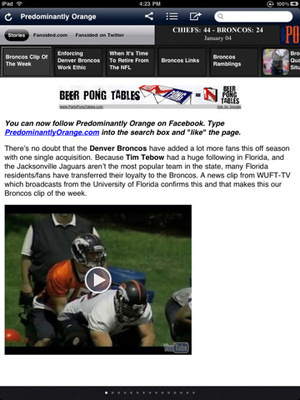 iPad
4:23 PM
100%
Predominantly Orange
Stories
Fansided.com
Fansided on Twitter
CHIEFS: 44 - BRONCOS: 24
January 04
PO
Broncos Clip Of The Week
Enforcing Denver Broncos Work Ethic
When It's Time To Retire From The NFL
Broncos Links
Broncos Ramblings
BEER PONG TABLES
www.PartyPongTables.com
BEER PONG TABLES
Ads by Google
You can now follow Predominantly Orange on Facebook. Type
PredominantlyOrange.com into the search box and "like" the page.
There's no doubt that the Denver Broncos have added a lot more fans this off season
with one single acquisition. Because Tim Tebow had a huge following in Florida, and
the Jacksonville Jaguars aren't the most popular team in the state, many Florida
residents/fans have transferred their loyalty to the Broncos. A news clip from WUFT-TV
which broadcasts from the University of Florida confirms this and that makes this our
Broncos clip of the week.
YouTube